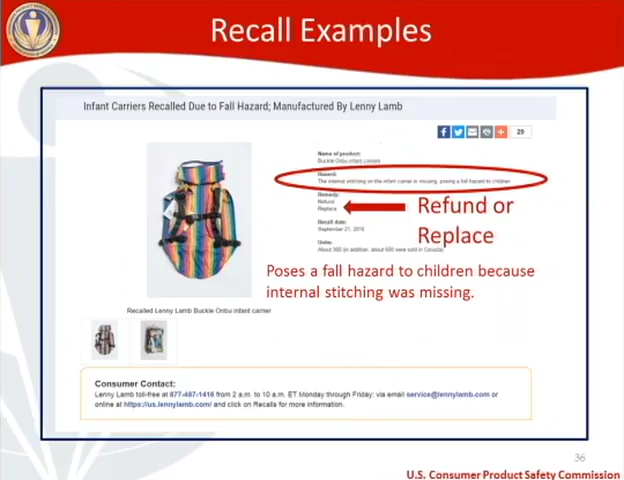 Recall Examples
Infant Carriers Recalled Due to Fall Hazard; Manufactured By Lenny Lamb
29
Name of product:
Buckle Onbu infant carriers
Hazard:
The internal stitching on the infant carrier is missing, posing a fall hazard to children
Remedy:
Refund
Replace
Refund or
Replace
Recall date:
September 21, 2016
Units:
About 900 (in addition, about 600 were sold in Canada)
Poses a fall hazard to children because
internal stitching was missing.
Recalled Lenny Lamb Buckle Onbu infant carrier
Consumer Contact:
Lenny Lamb toll-free at 877-487-1416 from 2 a.m. to 10 a.m. ET Monday through Friday; via email service@lennylamb.com or
online at https://us.lennylamb.com/ and click on Recalls for more information.
36
U.S. Consumer Product Safety Commission